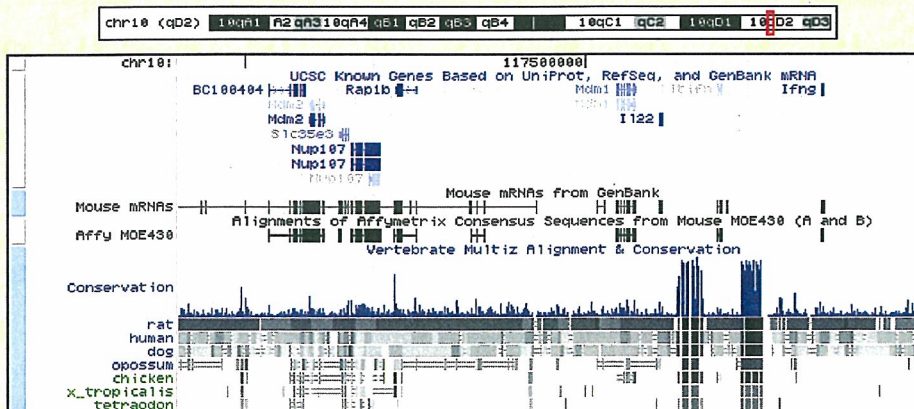 chr10 (qD2) 10qA1 A2 qA3 10qA4 qB1 qB2 qB3 qB4 10qC1 qC2 10qD1 D2 qD3
chr10: 117500000|
UCSC Known Genes Based on UniProt, RefSeq, and GenBank mRNA
BC100404 Rap1b Mdm1 Ifng
Mdm2
Mdm2 Il22
Slc35e3
Nup107
Nup107
Nup107
Mouse mRNAs from GenBank
Mouse mRNAs
Alignments of Affymetrix Consensus Sequences from Mouse MOE430 (A and B)
Affy MOE430
Vertebrate Multiz Alignment & Conservation
Conservation
rat
human
dog
opossum
chicken
x_tropicalis
tetraodon